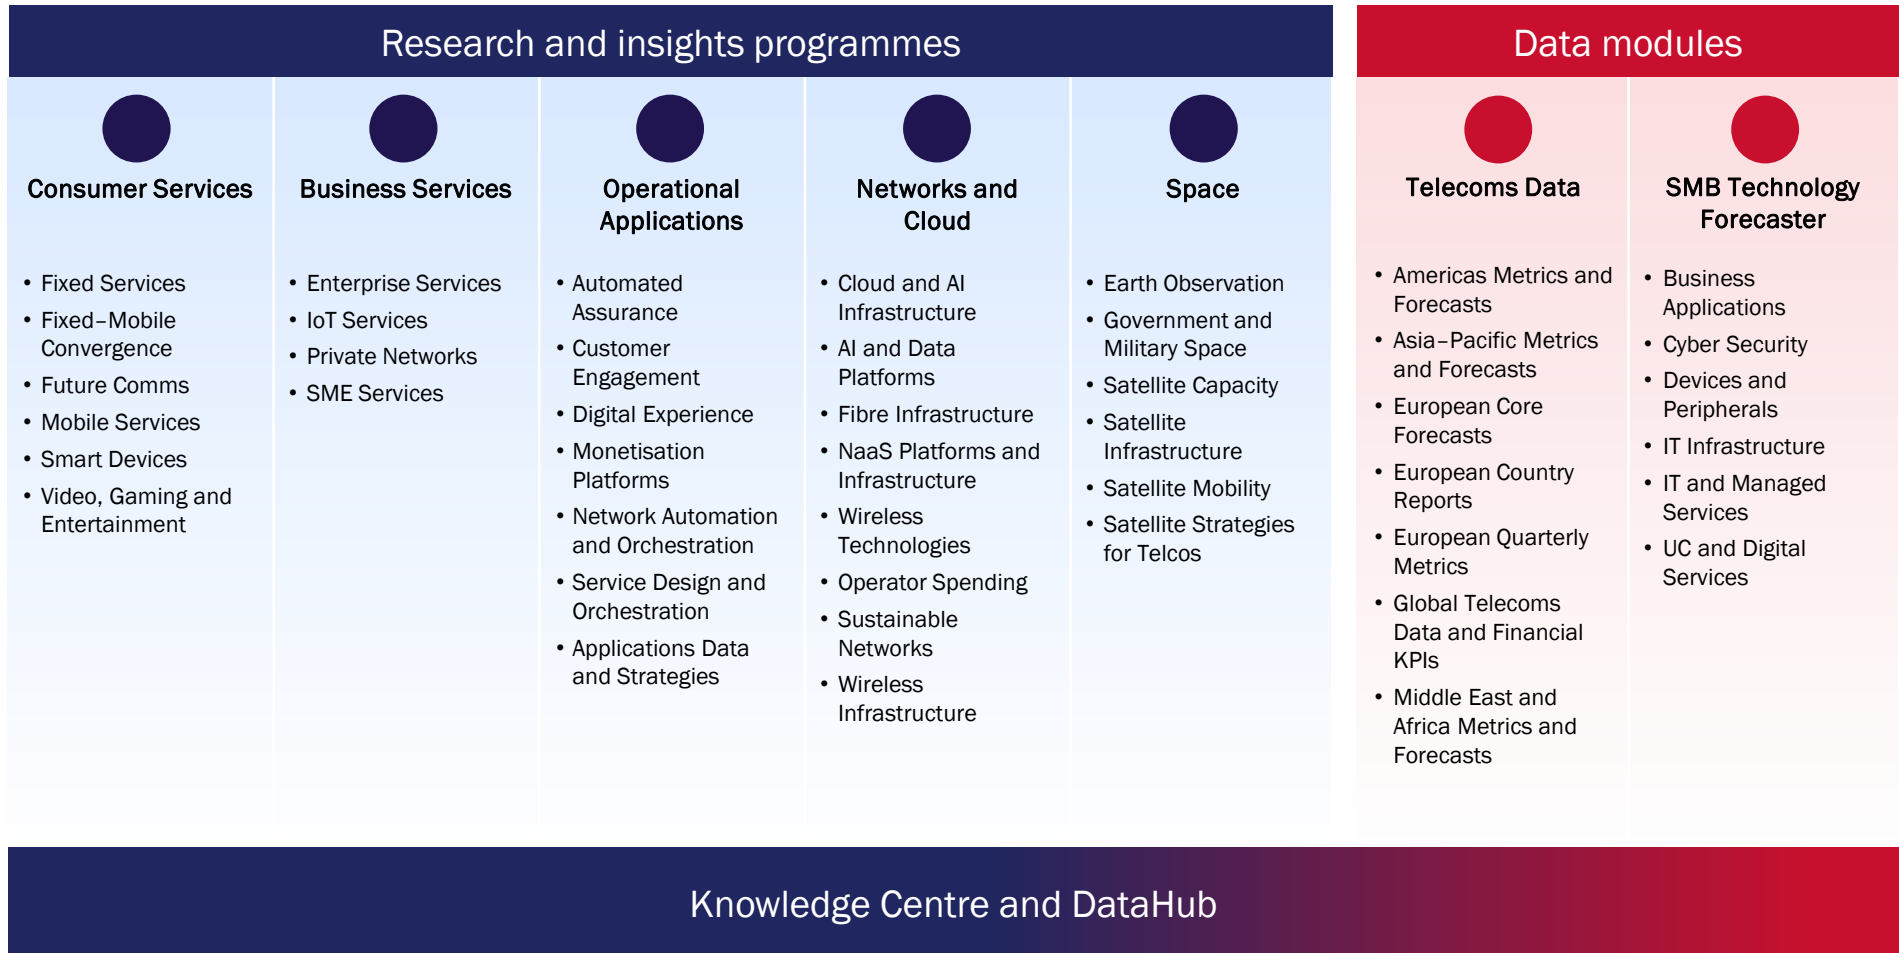 Research and insights programmes
Data modules
Consumer Services
• Fixed Services
• Fixed–Mobile
Convergence
• Future Comms
• Mobile Services
• Smart Devices
• Video, Gaming and
Entertainment
Business Services
• Enterprise Services
• IoT Services
• Private Networks
• SME Services
Operational
Applications
• Automated
Assurance
• Customer
Engagement
• Digital Experience
• Monetisation
Platforms
• Network Automation
and Orchestration
• Service Design and
Orchestration
• Applications Data
and Strategies
Networks and
Cloud
• Cloud and AI
Infrastructure
• AI and Data
Platforms
• Fibre Infrastructure
• NaaS Platforms and
Infrastructure
• Wireless
Technologies
• Operator Spending
• Sustainable
Networks
• Wireless
Infrastructure
Space
• Earth Observation
• Government and
Military Space
• Satellite Capacity
• Satellite
Infrastructure
• Satellite Mobility
• Satellite Strategies
for Telcos
Telecoms Data
• Americas Metrics and
Forecasts
• Asia–Pacific Metrics
and Forecasts
• European Core
Forecasts
• European Country
Reports
• European Quarterly
Metrics
• Global Telecoms
Data and Financial
KPIs
• Middle East and
Africa Metrics and
Forecasts
SMB Technology
Forecaster
• Business
Applications
• Cyber Security
• Devices and
Peripherals
• IT Infrastructure
• IT and Managed
Services
• UC and Digital
Services
Knowledge Centre and DataHub